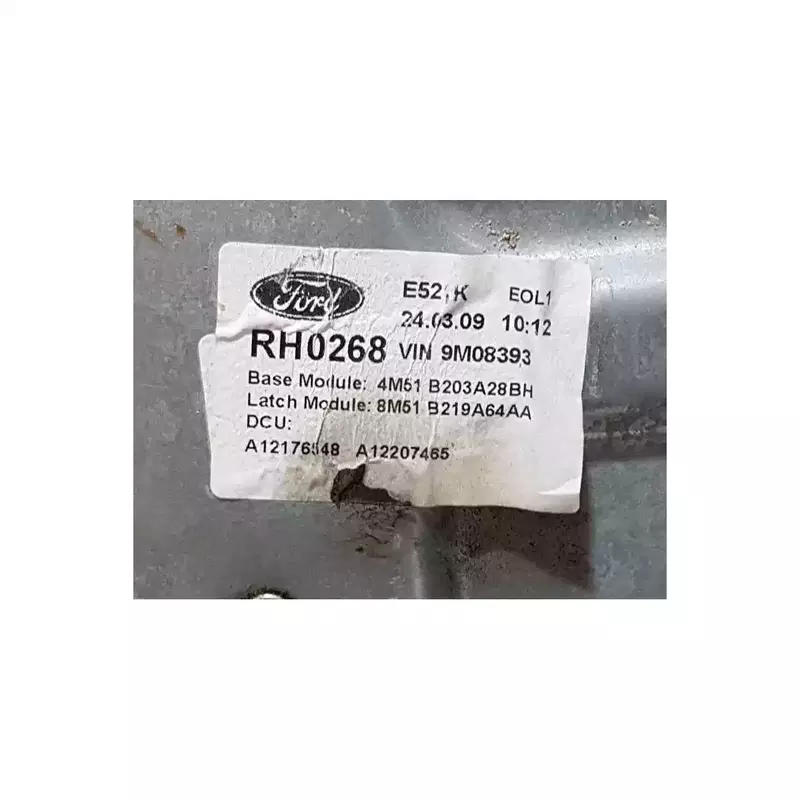 Ford
E52, K EOL1
24.03.09 10:12
RH0268 VIN 9M08393
Base Module: 4M51 B203A28BH
Latch Module: 8M51 B219A64AA
DCU:
A12176548 A12207465